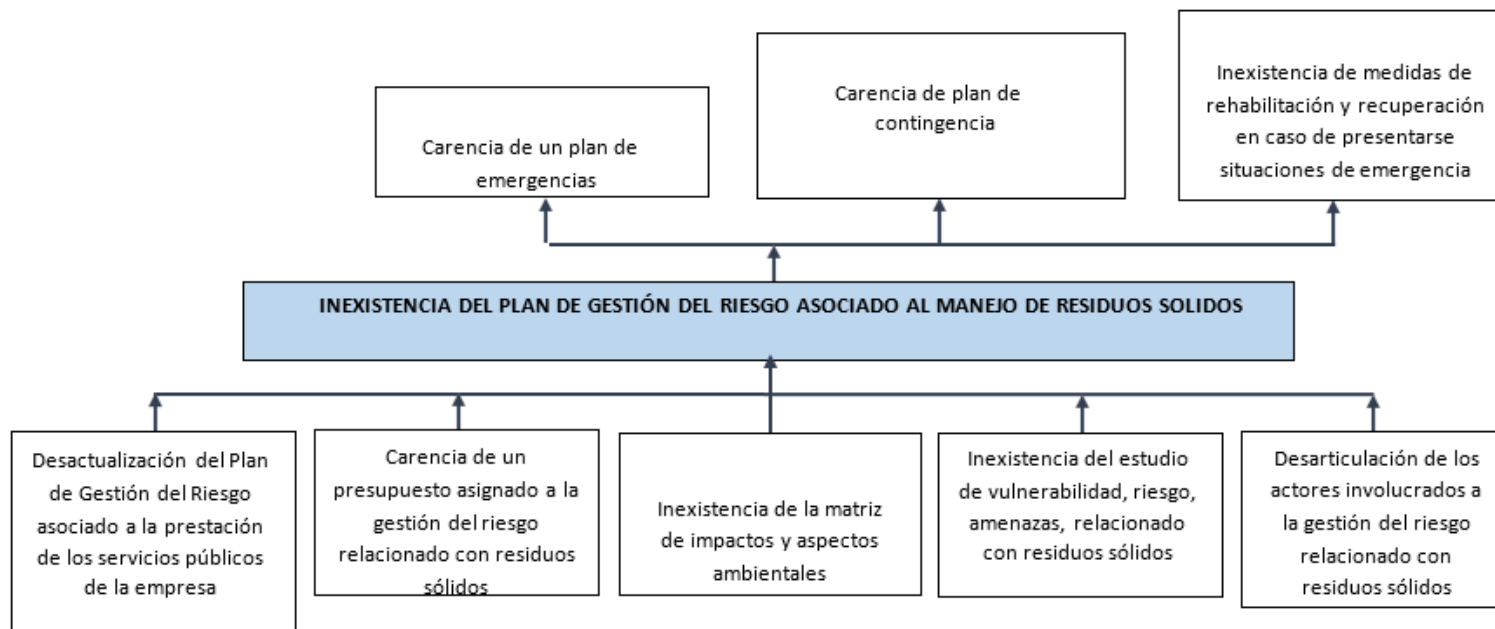 Carencia de un plan de
emergencias
Carencia de plan de
contingencia
Inexistencia de medidas de
rehabilitación y recuperación
en caso de presentarse
situaciones de emergencia
INEXISTENCIA DEL PLAN DE GESTIÓN DEL RIESGO ASOCIADO AL MANEJO DE RESIDUOS SOLIDOS
Desactualización del Plan
de Gestión del Riesgo
asociado a la prestación
de los servicios públicos
de la empresa
Carencia de un
presupuesto asignado a la
gestión del riesgo
relacionado con residuos
sólidos
Inexistencia de la matriz
de impactos y aspectos
ambientales
Inexistencia del estudio
de vulnerabilidad, riesgo,
amenazas, relacionado
con residuos sólidos
Desarticulación de los
actores involucrados a
la gestión del riesgo
relacionado con
residuos sólidos